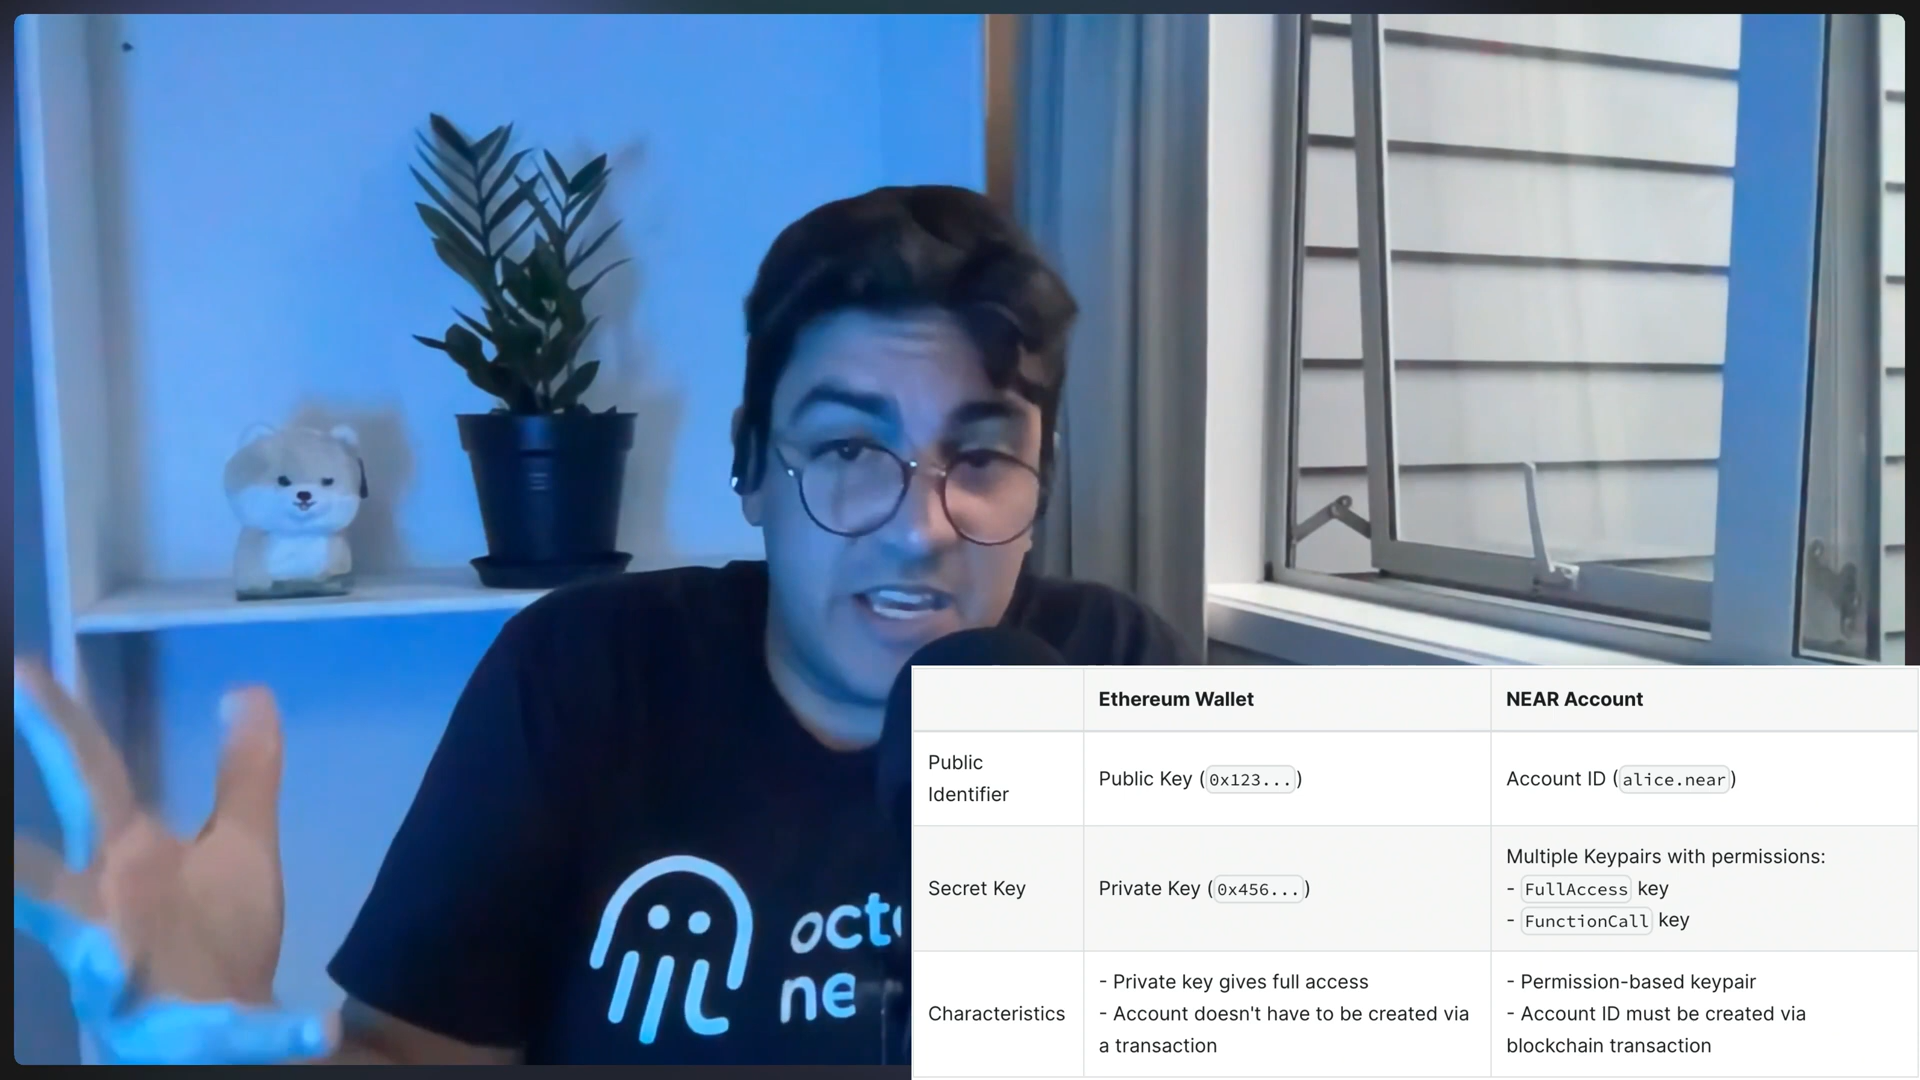 octo
ne
Ethereum Wallet
NEAR Account
Public
Identifier
Public Key (0x123...)
Account ID (alice.near)
Secret Key
Private Key (0x456...)
Multiple Keypairs with permissions:
- FullAccess key
- FunctionCall key
Characteristics
- Private key gives full access
- Account doesn't have to be created via
a transaction
- Permission-based keypair
- Account ID must be created via
blockchain transaction